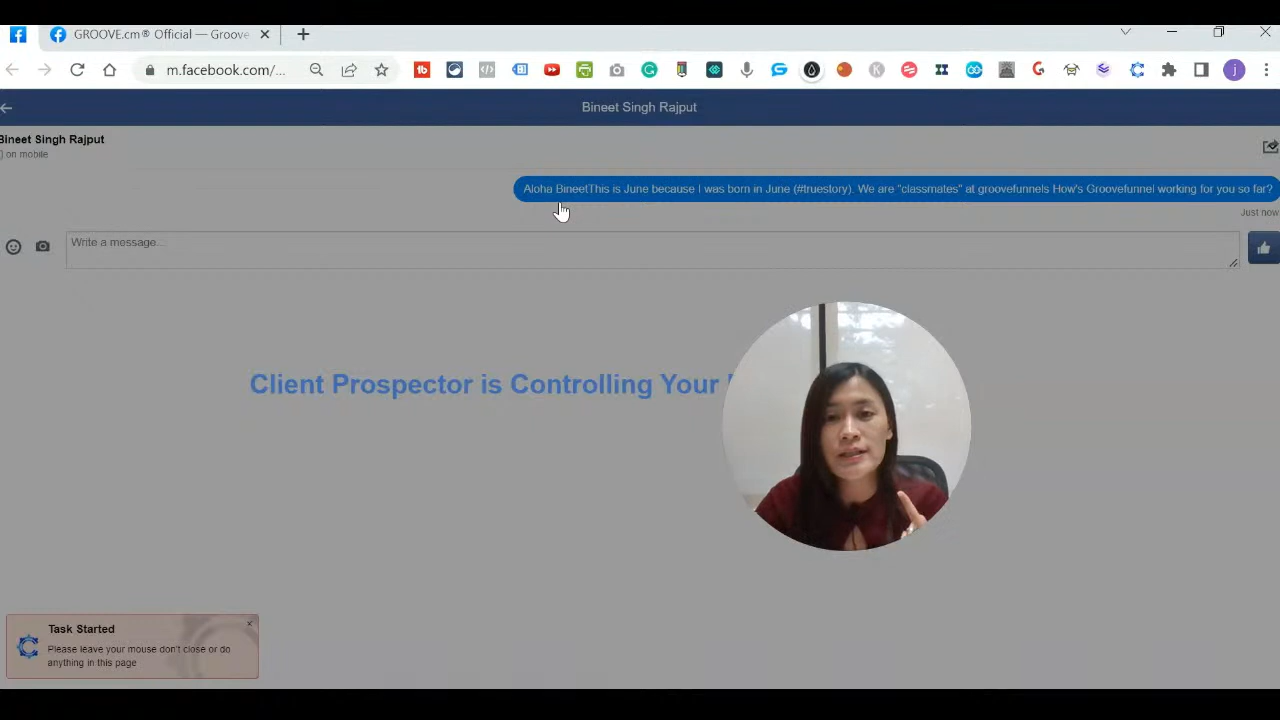 GROOVE.cm® Official — Groove
m.facebook.com/...
Bineet Singh Rajput
Bineet Singh Rajput
on mobile
Aloha BineetThis is June because I was born in June (#truestory). We are "classmates" at groovefunnels How's Groovefunnel working for you so far?
Just now
Write a message...
Client Prospector is Controlling Your
Task Started
Please leave your mouse don't close or do
anything in this page